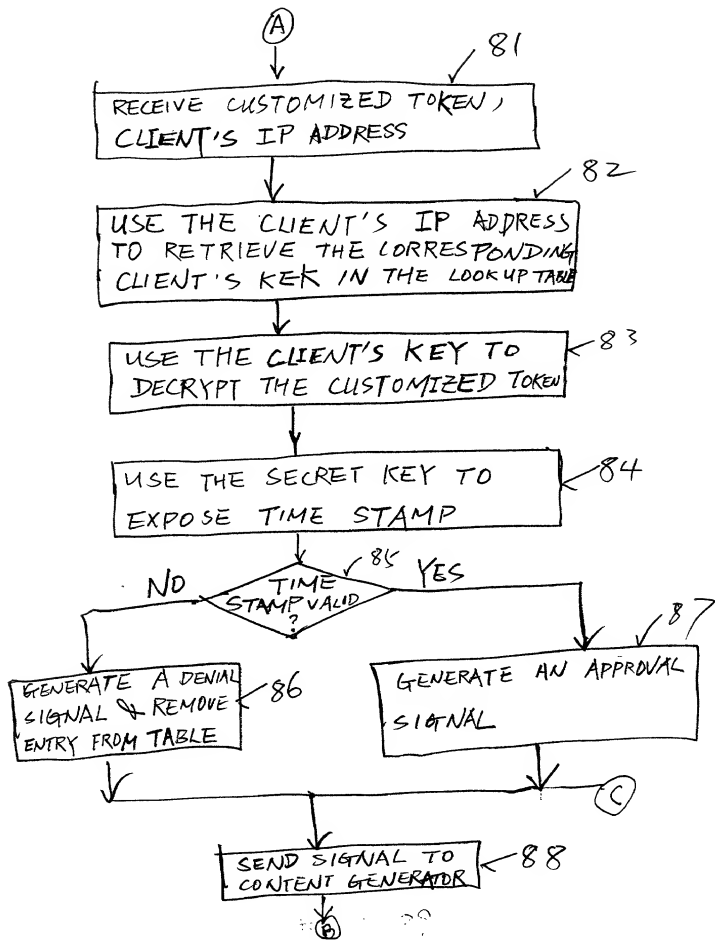 A
81
RECEIVE CUSTOMIZED TOKEN,
CLIENT'S IP ADDRESS
82
USE THE CLIENT'S IP ADDRESS
TO RETRIEVE THE CORRESPONDING
CLIENT'S KEK IN THE LOOKUP TABLE
USE THE CLIENT'S KEY TO
DECRYPT THE CUSTOMIZED TOKEN
83
USE THE SECRET KEY TO
EXPOSE TIME STAMP
84
85
NO
TIME
STAMP VALID
?
YES
87
GENERATE A DENIAL
SIGNAL & REMOVE
ENTRY FROM TABLE
86
GENERATE AN APPROVAL
SIGNAL
C
SEND SIGNAL TO
CONTENT GENERATOR
88
B